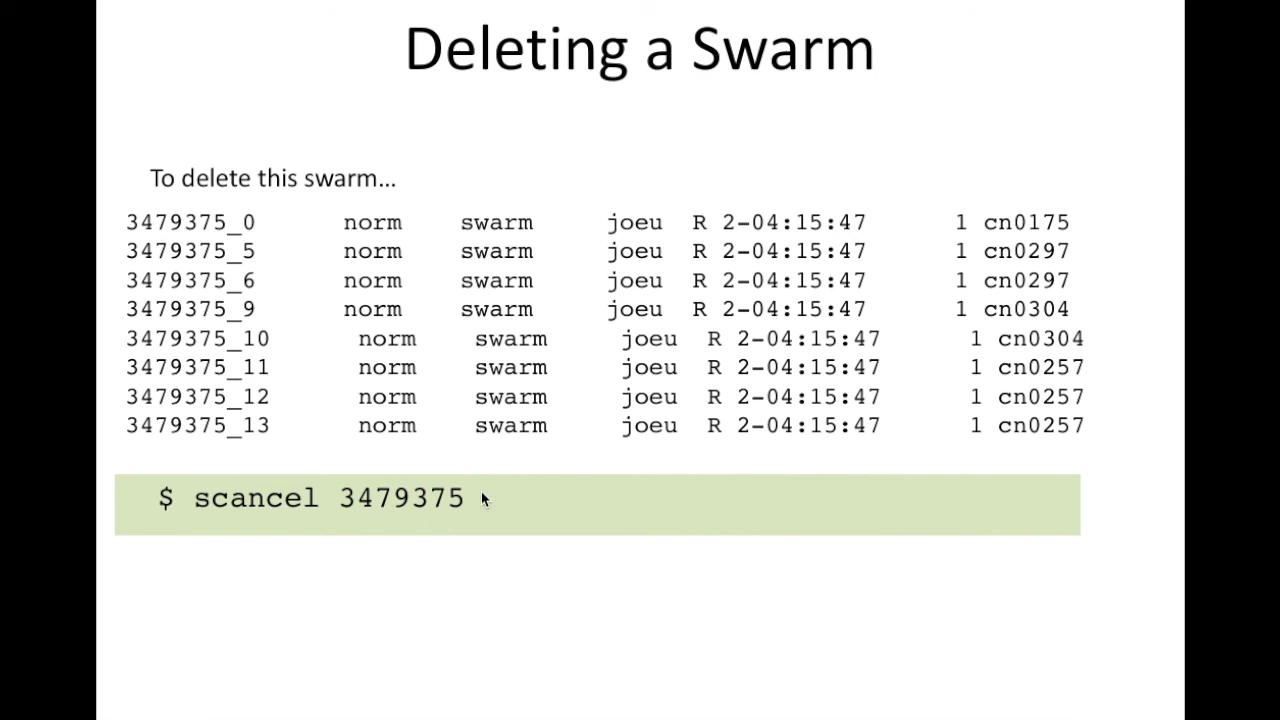 Deleting a Swarm
To delete this swarm…
3479375_0 norm swarm joeu R 2-04:15:47 1 cn0175
3479375_5 norm swarm joeu R 2-04:15:47 1 cn0297
3479375_6 norm swarm joeu R 2-04:15:47 1 cn0297
3479375_9 norm swarm joeu R 2-04:15:47 1 cn0304
3479375_10 norm swarm joeu R 2-04:15:47 1 cn0304
3479375_11 norm swarm joeu R 2-04:15:47 1 cn0257
3479375_12 norm swarm joeu R 2-04:15:47 1 cn0257
3479375_13 norm swarm joeu R 2-04:15:47 1 cn0257
$ scancel 3479375